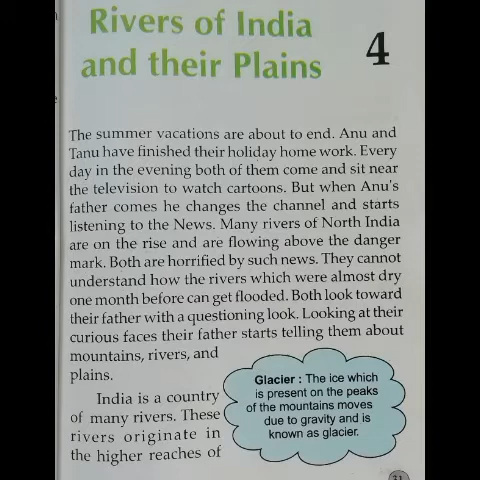 Rivers of India
and their Plains
4
The summer vacations are about to end. Anu and
Tanu have finished their holiday home work. Every
day in the evening both of them come and sit near
the television to watch cartoons. But when Anu's
father comes he changes the channel and starts
listening to the News. Many rivers of North India
are on the rise and are flowing above the danger
mark. Both are horrified by such news. They cannot
understand how the rivers which were almost dry
one month before can get flooded. Both look toward
their father with a questioning look. Looking at their
curious faces their father starts telling them about
mountains, rivers, and
plains.
India is a country
of many rivers. These
rivers originate in
the higher reaches of
Glacier : The ice which
is present on the peaks
of the mountains moves
due to gravity and is
known as glacier.